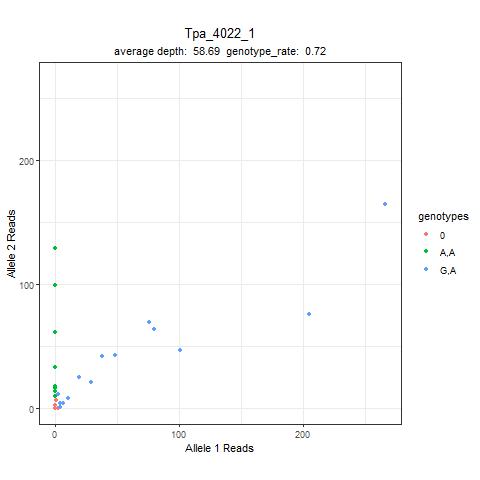 Tpa_4022_1
average depth:  58.69  genotype_rate:  0.72
Allele 2 Reads
200
100
0
0
100
200
Allele 1 Reads
genotypes
0
A,A
G,A